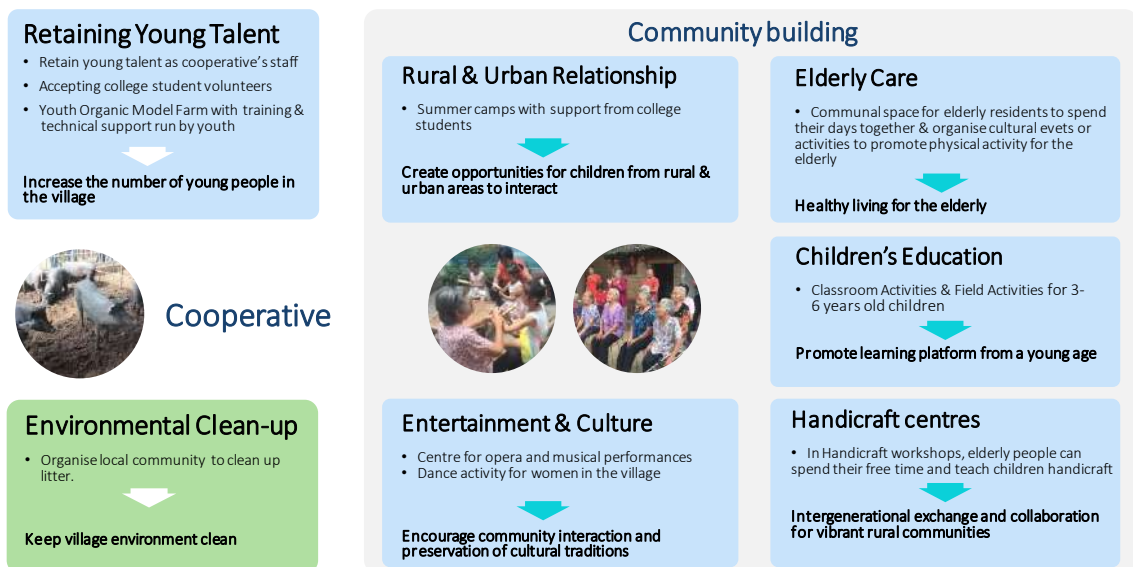 Retaining Young Talent
• Retain young talent as cooperative's staff
• Accepting college student volunteers
• Youth Organic Model Farm with training &
technical support run by youth
Increase the number of young people in
the village
Cooperative
Environmental Clean-up
• Organise local community to clean up
litter.
Keep village environment clean
Community building
Rural & Urban Relationship
• Summer camps with support from college
students
Create opportunities for children from rural &
urban areas to interact
Elderly Care
• Communal space for elderly residents to spend
their days together & organise cultural evets or
activities to promote physical activity for the
elderly
Healthy living for the elderly
Children's Education
• Classroom Activities & Field Activities for 3-
6 years old children
Promote learning platform from a young age
Entertainment & Culture
• Centre for opera and musical performances
• Dance activity for women in the village
Encourage community interaction and
preservation of cultural traditions
Handicraft centres
• In Handicraft workshops, elderly people can
spend their free time and teach children handicraft
Intergenerational exchange and collaboration
for vibrant rural communities